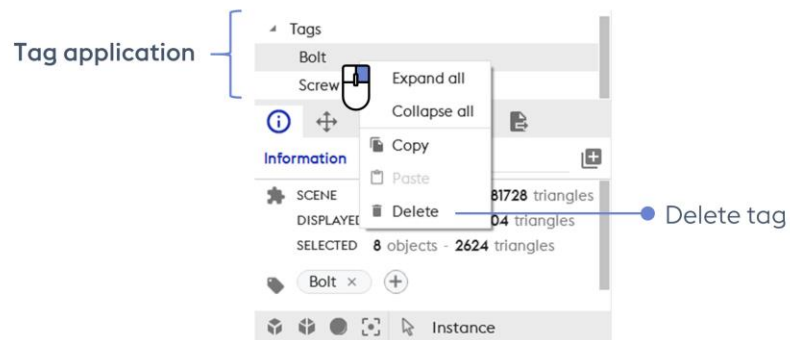 Tags
Tag application
Bolt
Screw
Expand all
Collapse all
Copy
Information
Paste
SCENE 81728 triangles
Delete
Delete tag
DISPLAYED 04 triangles
SELECTED 8 objects - 2624 triangles
Bolt ×
Instance